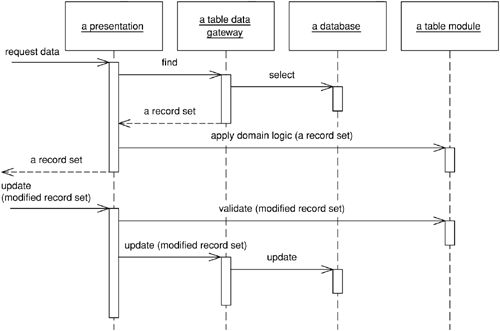 a presentation
a table data
gateway
a database
a table module
request data
find
select
a record set
apply domain logic (a record set)
a record set
update
(modified record set)
validate (modified record set)
update (modified record set)
update